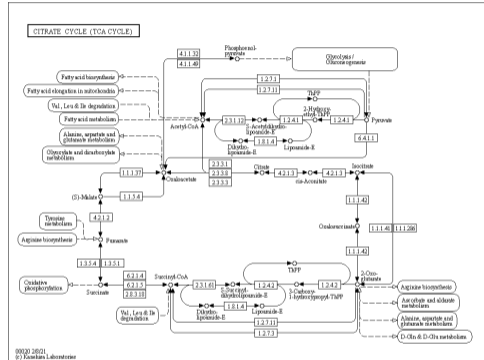 CITRATE CYCLE (TCA CYCLE)
4.1.1.32
4.1.1.49
Phosphoenol-
pyruvate
Glycolysis /
Gluconeogenesis
Fatty acid biosynthesis
Fatty acid elongation in mitochondria
Val, Leu & Ile degradation
Fatty acid metabolism
Alanine, aspartate and
glutamate metabolism
Glyoxylate and dicarboxylate
metabolism
1.2.7.1
1.2.7.11
ThPP
2-Hydroxy-
ethyl-ThPP
Acetyl-CoA
2.3.1.12
S-Acetyldihydro-
lipoamide-E
1.2.4.1
1.2.4.1
Pyruvate
1.8.1.4
Dihydro-
lipoamide-E
Lipoamide-E
6.4.1.1
2.3.3.1
2.3.3.8
2.3.3.3
Citrate
4.2.1.3
cis-Aconitate
4.2.1.3
Isocitrate
1.1.1.37
Oxaloacetate
1.1.5.4
(S)-Malate
4.2.1.2
1.1.1.42
Oxalosuccinate
1.1.1.41
1.1.1.286
1.1.1.42
Tyrosine
metabolism
Arginine biosynthesis
Fumarate
1.3.5.4
1.3.5.1
Oxidative
phosphorylation
Succinate
6.2.1.4
6.2.1.5
2.8.3.18
Succinyl-CoA
2.3.1.61
S-Succinyl-
dihydrolipoamide-E
1.2.4.2
ThPP
3-Carboxy-
1-hydroxypropyl-ThPP
1.2.4.2
2-Oxo-
glutarate
Val, Leu & Ile
degradation
Dihydro-
lipoamide-E
1.8.1.4
Lipoamide-E
1.2.7.11
1.2.7.3
Arginine biosynthesis
Ascorbate and aldarate
metabolism
Alanine, aspartate and
glutamate metabolism
D-Gln & D-Glu metabolism
00020
(c) Kanehisa Laboratories